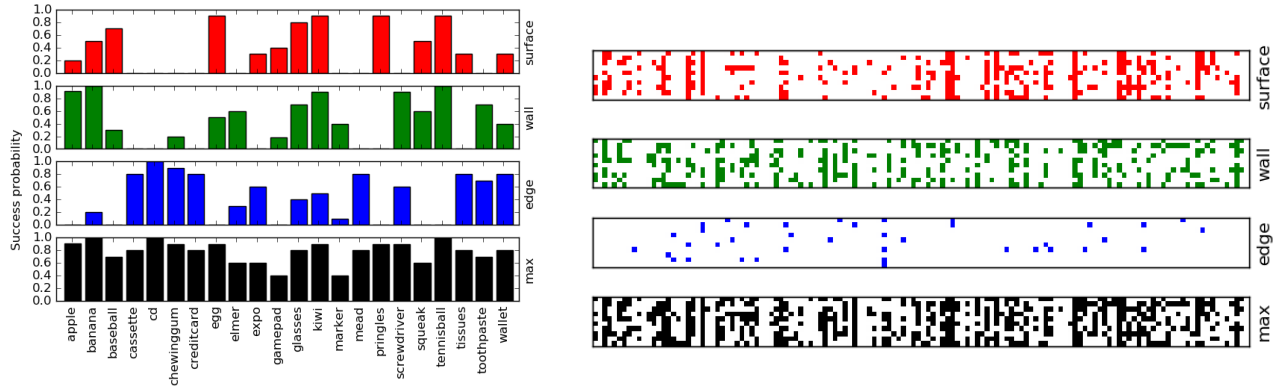 Success probability
1.0
0.8
0.6
0.4
0.2
0.0
surface
1.0
0.8
0.6
0.4
0.2
0.0
wall
1.0
0.8
0.6
0.4
0.2
0.0
edge
1.0
0.8
0.6
0.4
0.2
0.0
max
apple
banana
baseball
cassette
cd
chewingum
creditcard
egg
elmer
expo
gamepad
glasses
kiwi
marker
mead
pringles
screwdriver
squeak
tennisball
tissues
toothpaste
wallet
surface
wall
edge
max